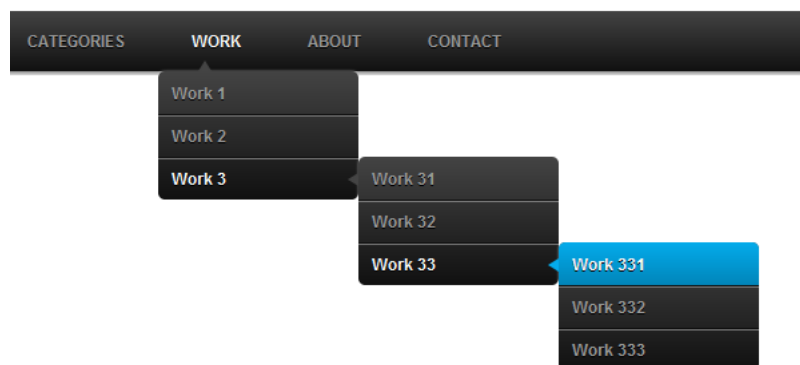 CATEGORIES WORK ABOUT CONTACT
Work 1
Work 2
Work 3
Work 31
Work 32
Work 33
Work 331
Work 332
Work 333